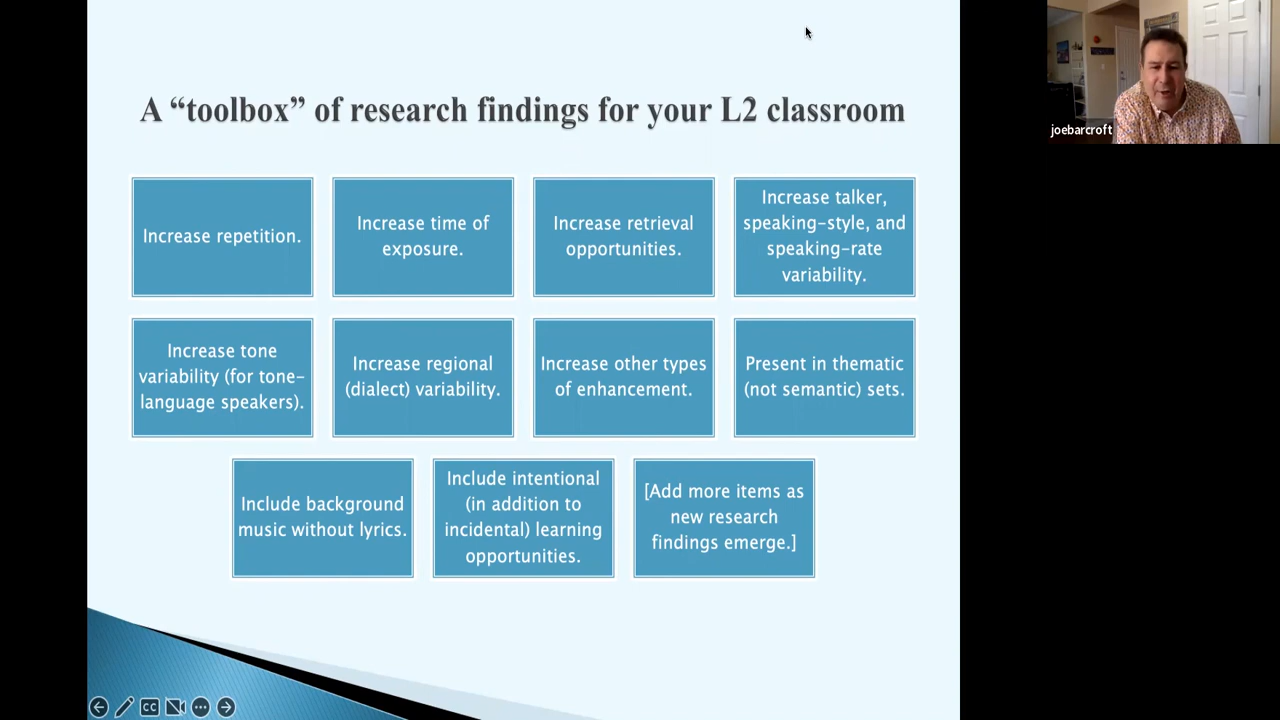 A “toolbox” of research findings for your L2 classroom
joebarcroft
Increase repetition.
Increase time of
exposure.
Increase retrieval
opportunities.
Increase talker,
speaking-style, and
speaking-rate
variability.
Increase tone
variability (for tone-
language speakers).
Increase regional
(dialect) variability.
Increase other types
of enhancement.
Present in thematic
(not semantic) sets.
Include background
music without lyrics.
Include intentional
(in addition to
incidental) learning
opportunities.
[Add more items as
new research
findings emerge.]
CC